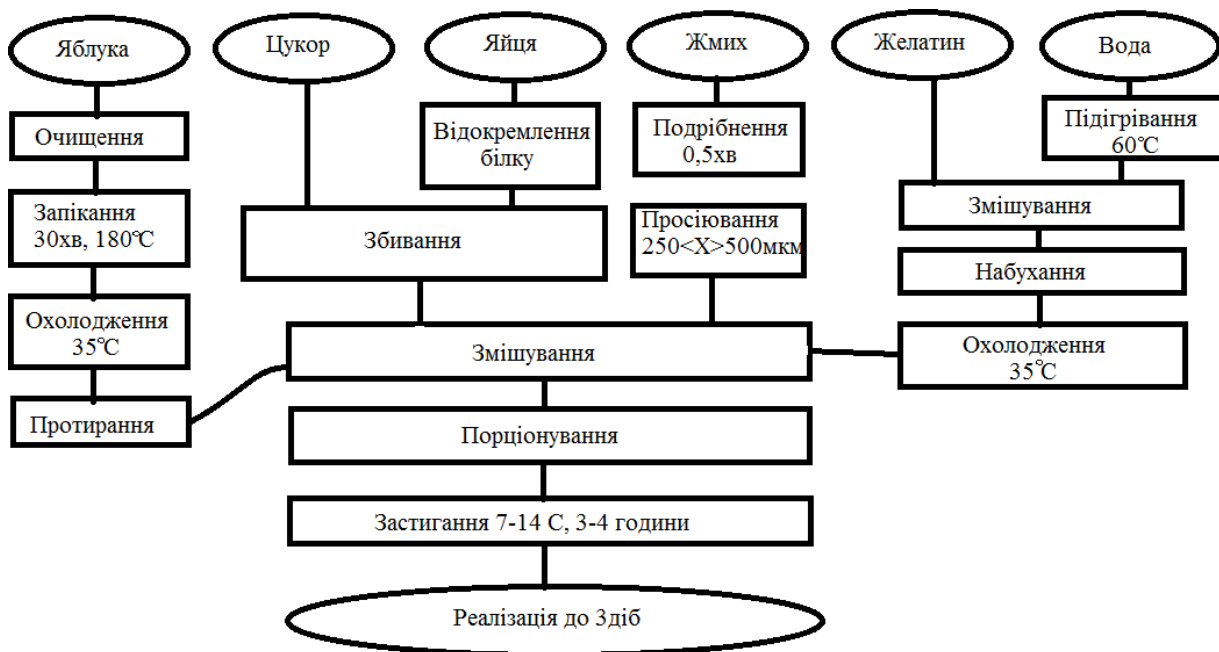 Яблука
Цукор
Яйця
Жмих
Желатин
Вода
Очищення
Відокремлення
білку
Подрібнення
0,5хв
Підігрівання
60℃
Запікання
30хв, 180℃
Збивання
Просіювання
250<X>500мкм
Змішування
Набухання
Охолодження
35℃
Змішування
Охолодження
35℃
Протирання
Порціонування
Застигання 7-14 С, 3-4 години
Реалізація до 3діб